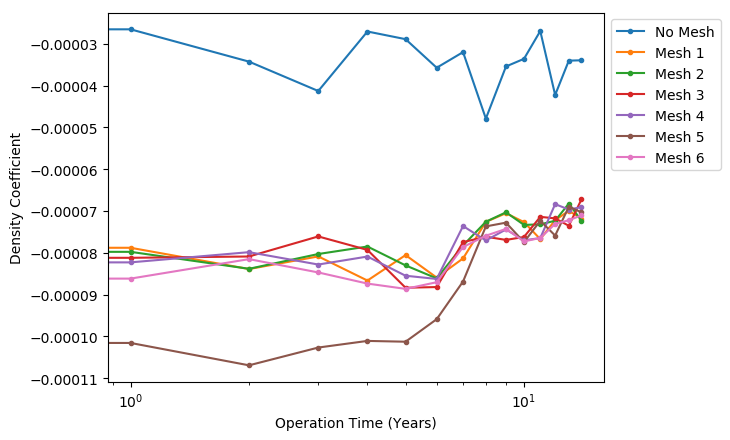 −0.00003
−0.00004
−0.00005
−0.00006
−0.00007
−0.00008
−0.00009
−0.00010
−0.00011
Density Coefficient
10⁰
10¹
Operation Time (Years)
No Mesh
Mesh 1
Mesh 2
Mesh 3
Mesh 4
Mesh 5
Mesh 6